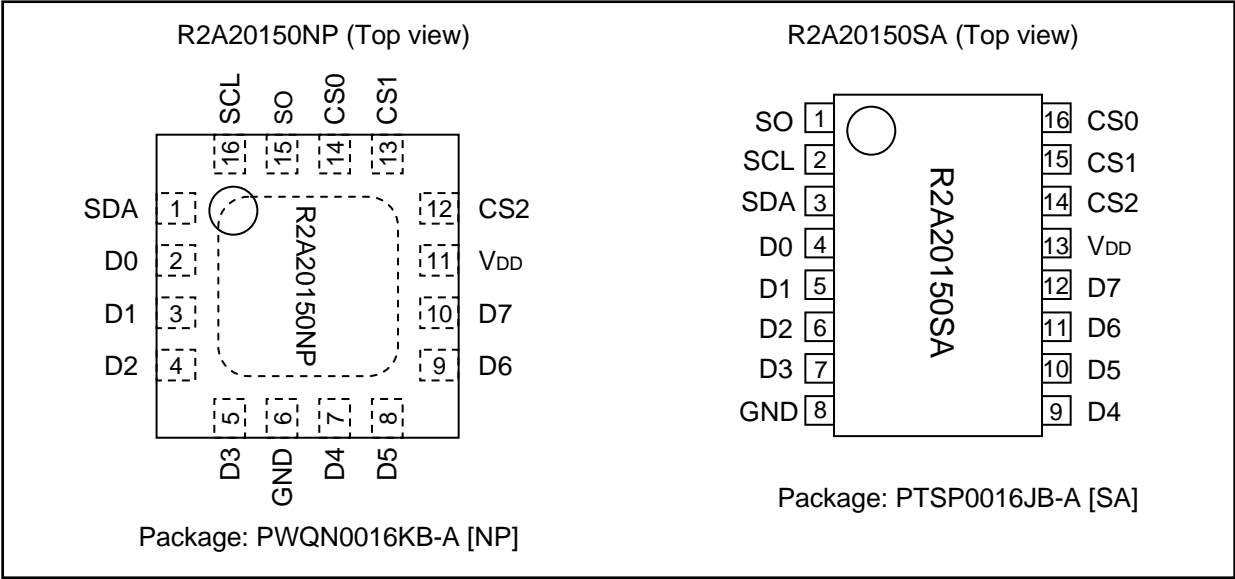 R2A20150NP (Top view)
SCL SO CS0 CS1
16 15 14 13
SDA 1 12 CS2
D0 2 11 VDD
D1 3 10 D7
D2 4 9 D6
R2A20150NP
5 6 7 8
D3 GND D4 D5
Package: PWQN0016KB-A [NP]
R2A20150SA (Top view)
SO 1 16 CS0
SCL 2 15 CS1
SDA 3 14 CS2
D0 4 13 VDD
D1 5 12 D7
D2 6 11 D6
D3 7 10 D5
GND 8 9 D4
R2A20150SA
Package: PTSP0016JB-A [SA]